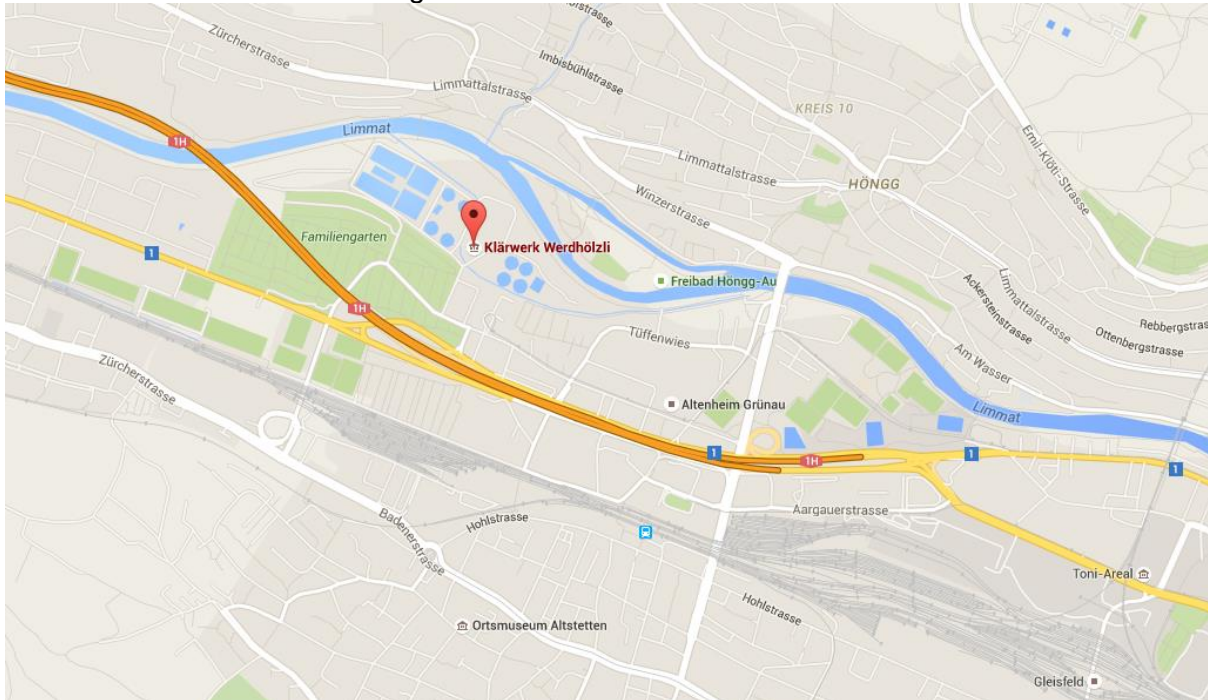 g
Zürcherstrasse
Imbisbühlstrasse
Limmattalstrasse
KREIS 10
Emil-Klöti-Strasse
1H
Limmat
Limmattalstrasse
HÖNGG
Winzerstrasse
Familiengarten
1
Klärwerk Werdhölzli
Freibad Höngg-Au
Ackersteinstrasse
Limmattalstrasse
Rebbergstras
1H
Tüffenwies
Ottenbergstrasse
Am Wasser
Zürcherstrasse
Altenheim Grünau
Limmat
1
1H
1
1
Aargauerstrasse
Hohlstrasse
Badenerstrasse
Toni-Areal
Hohlstrasse
Ortsmuseum Altstetten
Gleisfeld